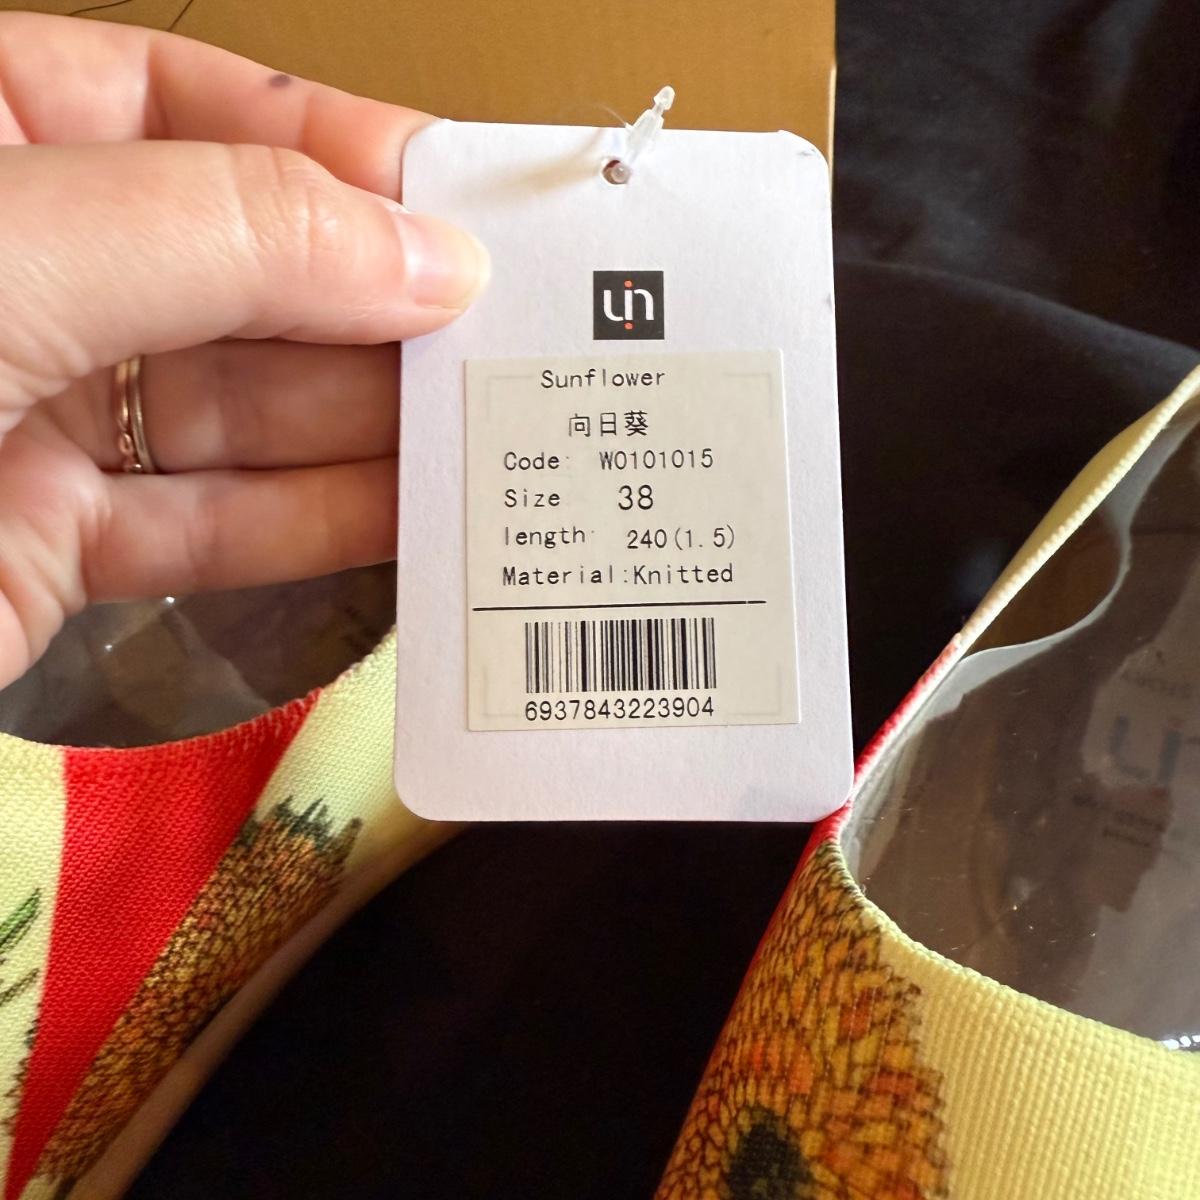 uin
Sunflower
向日葵
Code: W0101015
Size 38
length: 240(1.5)
Material:Knitted
6937843223904